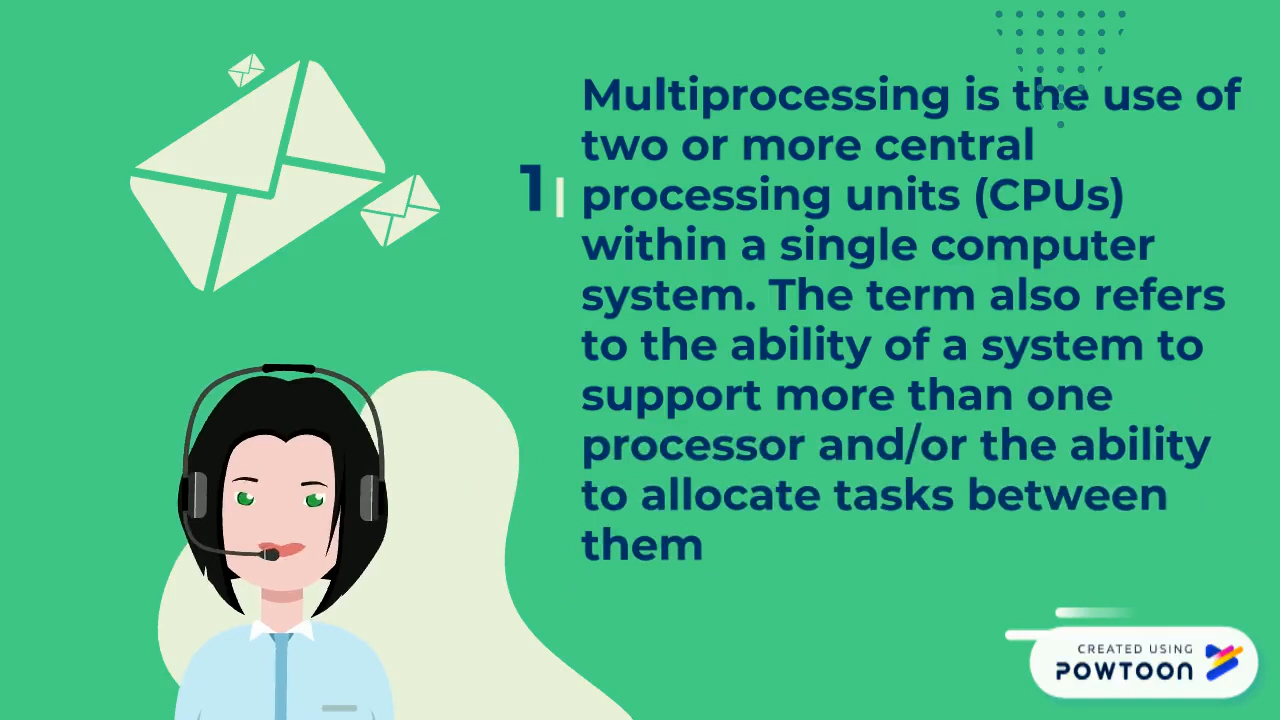 Multiprocessing is the use of
two or more central
1
processing units (CPUs)
within a single computer
system. The term also refers
to the ability of a system to
support more than one
processor and/or the ability
to allocate tasks between
them
CREATED USING
POWTOON